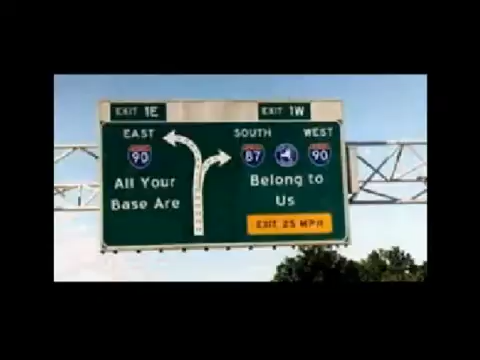 EXIT 1E
EXIT 1W
EAST
SOUTH WEST
90
87 90
All Your
Base Are
Belong to
Us
EXIT 25 MPH